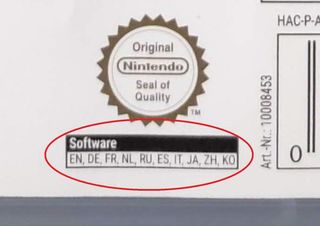 Original
Nintendo
Seal of
Quality
TM
Software
EN, DE, FR, NL, RU, ES, IT, JA, ZH, KO
HAC-P-A
Art.-Nr.: 10008453
0